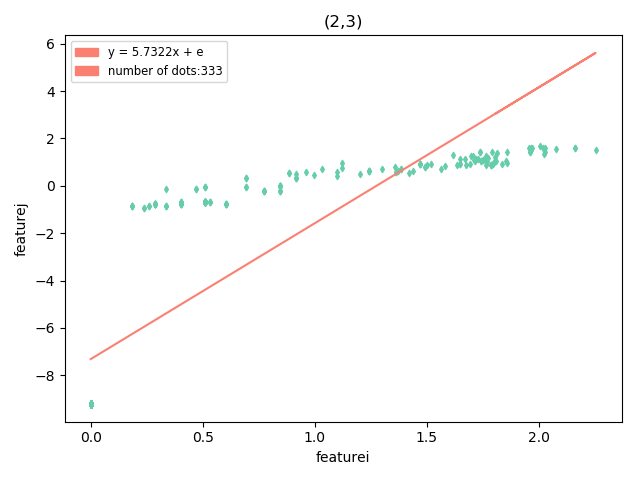 (2,3)
y = 5.7322x + e
number of dots:333
6
4
2
0
−2
−4
−6
−8
featurej
0.0 0.5 1.0 1.5 2.0
featurei